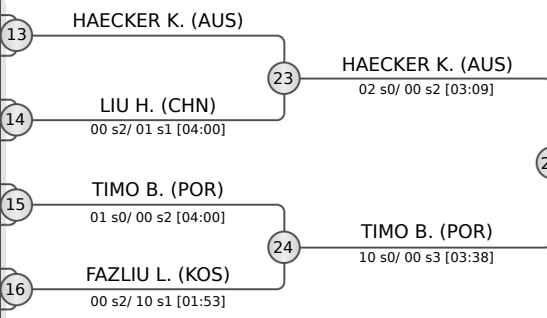 HAECKER K. (AUS)
13
HAECKER K. (AUS)
23
02 s0/ 00 s2 [03:09]
LIU H. (CHN)
14
00 s2/ 01 s1 [04:00]
TIMO B. (POR)
15
01 s0/ 00 s2 [04:00]
TIMO B. (POR)
24
10 s0/ 00 s3 [03:38]
FAZLIU L. (KOS)
16
00 s2/ 10 s1 [01:53]